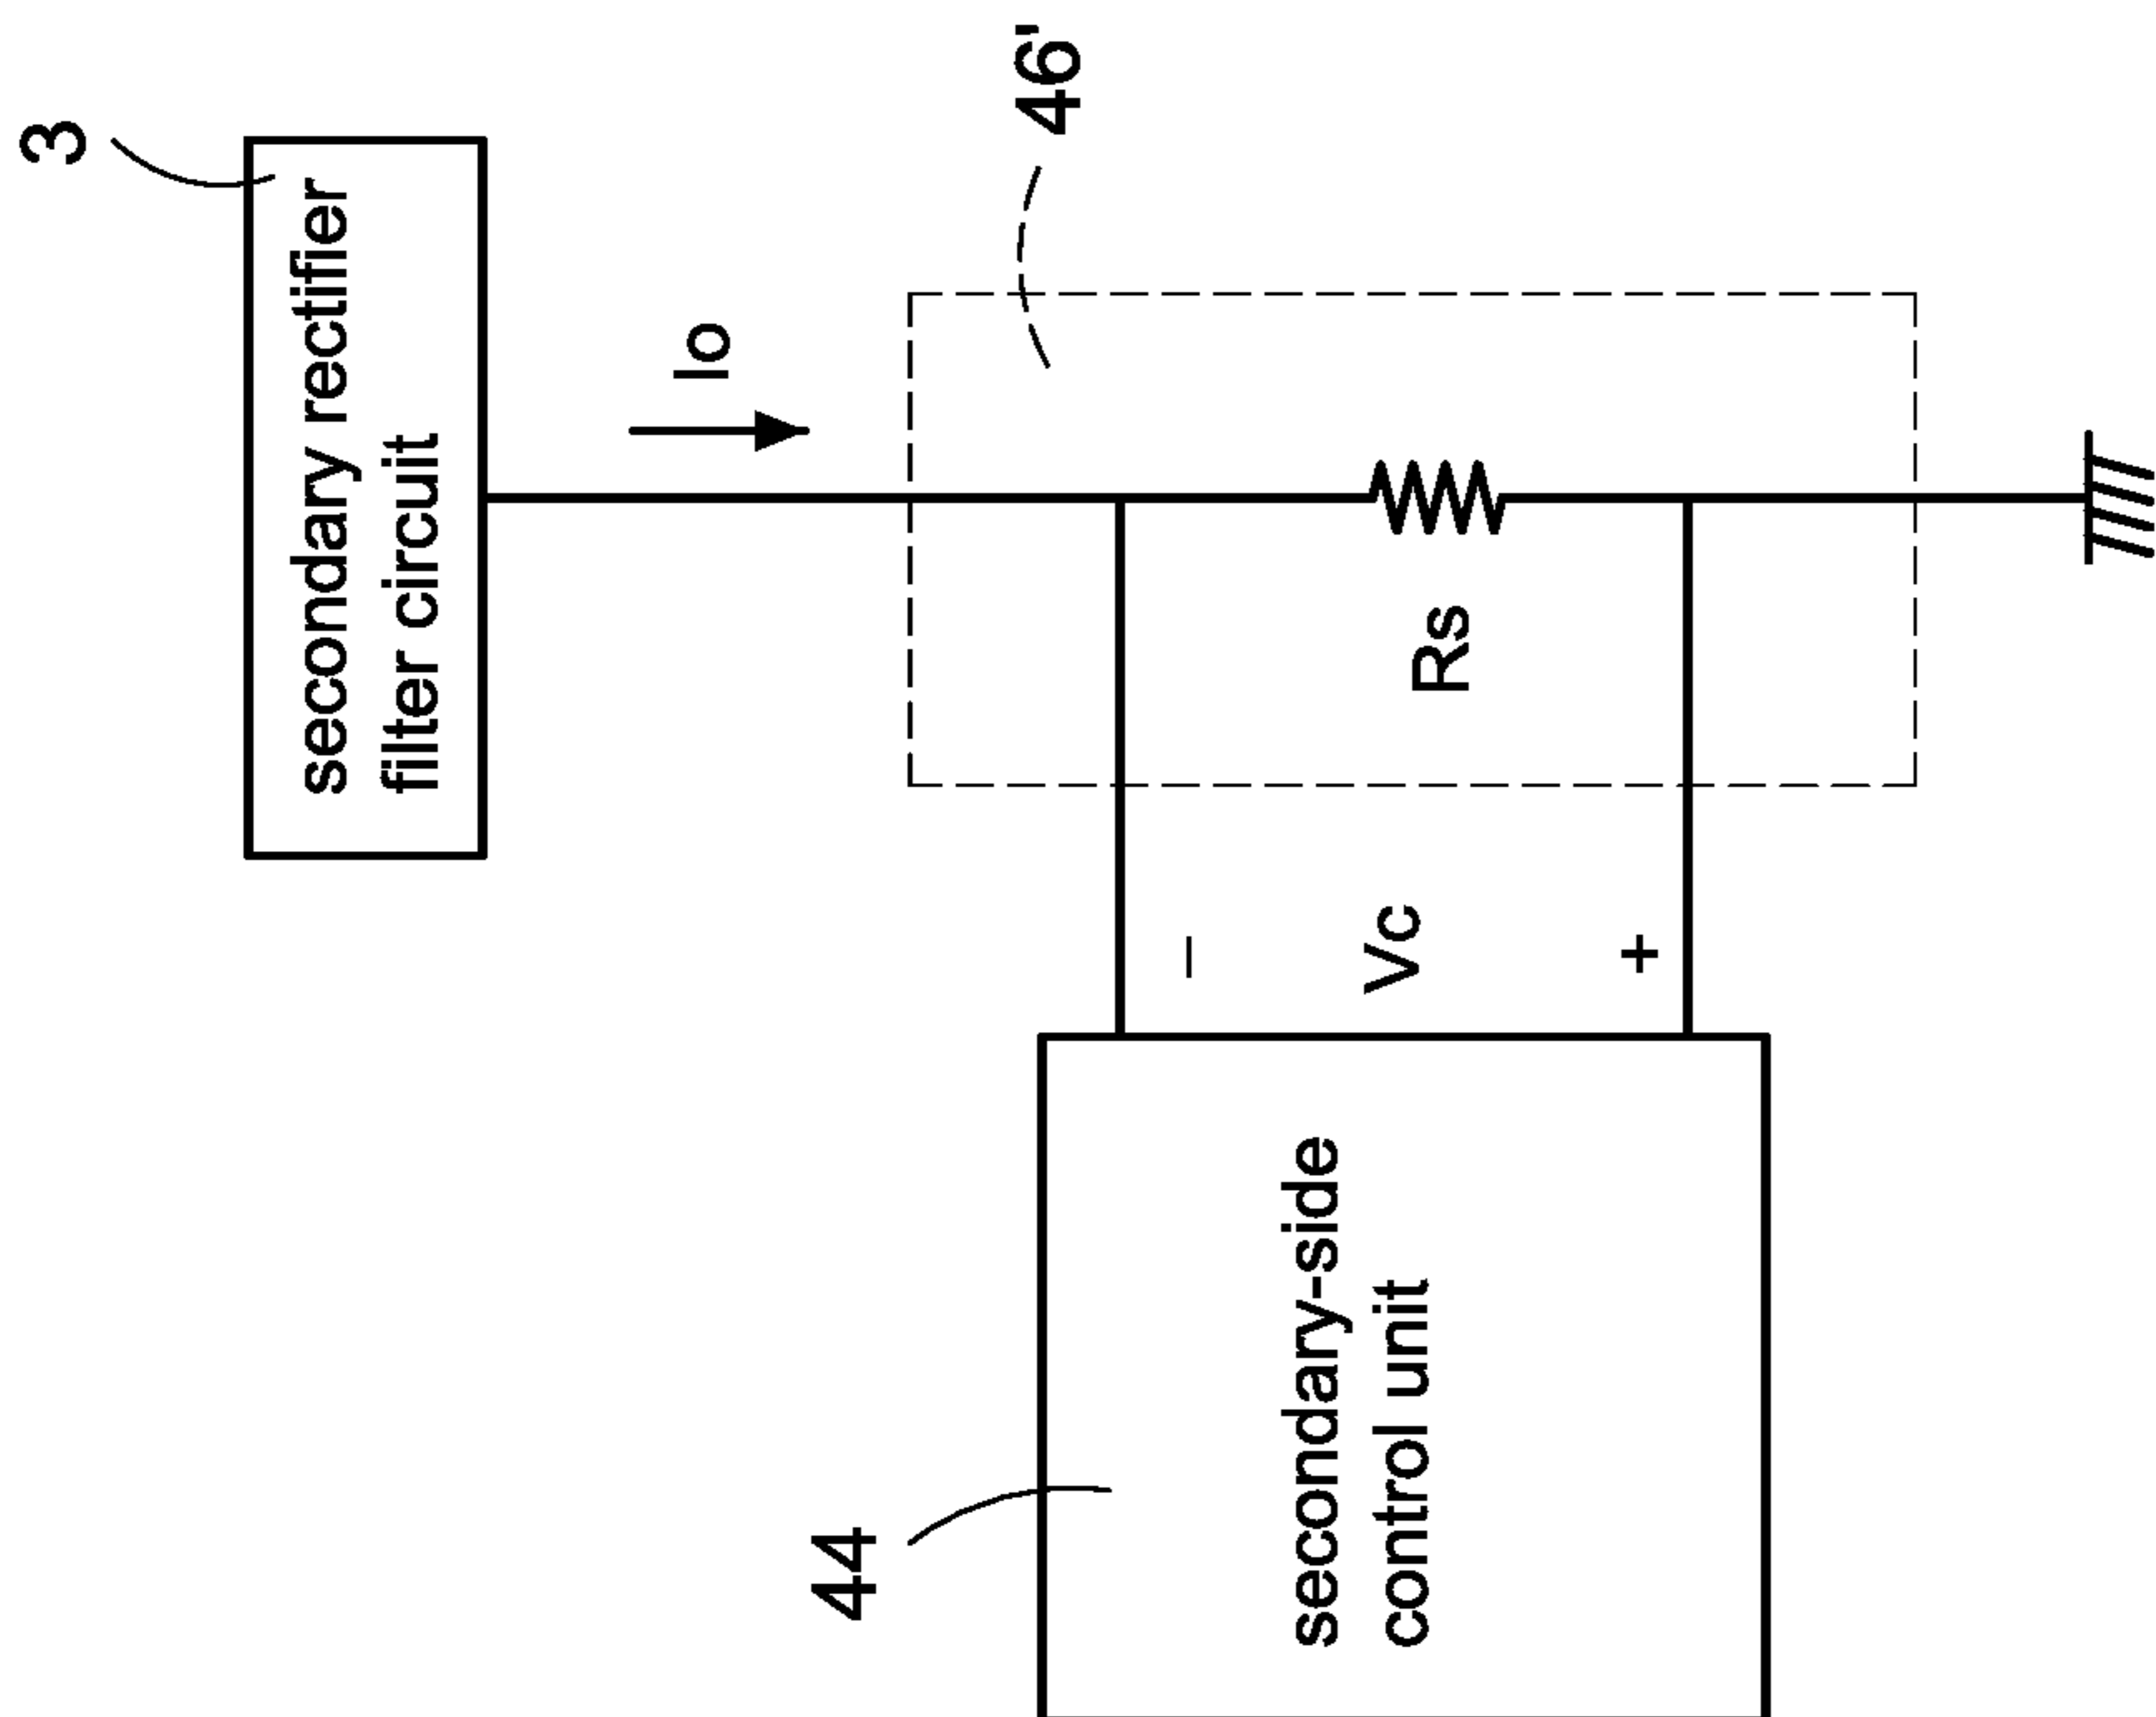 3
secondary rectifier
filter circuit
Io
46'
Rs
− Vc +
44
secondary-side
control unit